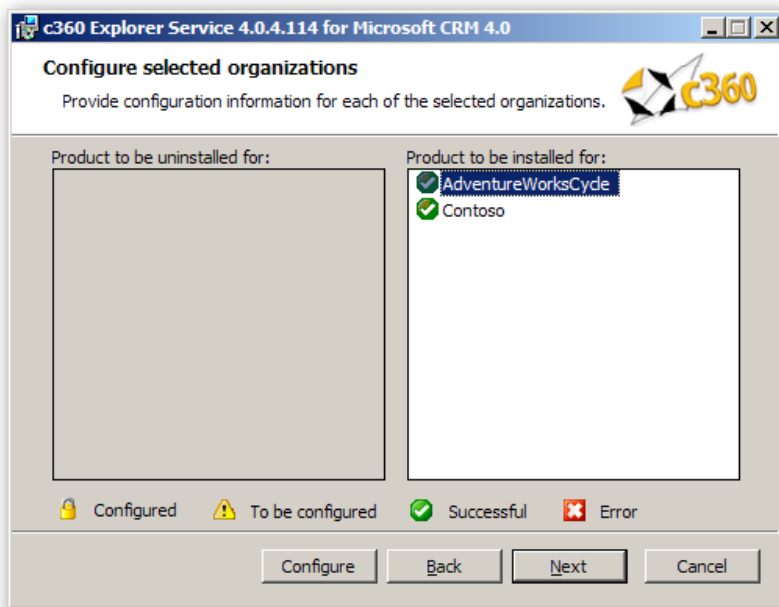 c360 Explorer Service 4.0.4.114 for Microsoft CRM 4.0
Configure selected organizations
Provide configuration information for each of the selected organizations.
c360
Product to be uninstalled for:
Product to be installed for:
AdventureWorksCycle
Contoso
Configured
To be configured
Successful
Error
Configure
Back
Next
Cancel